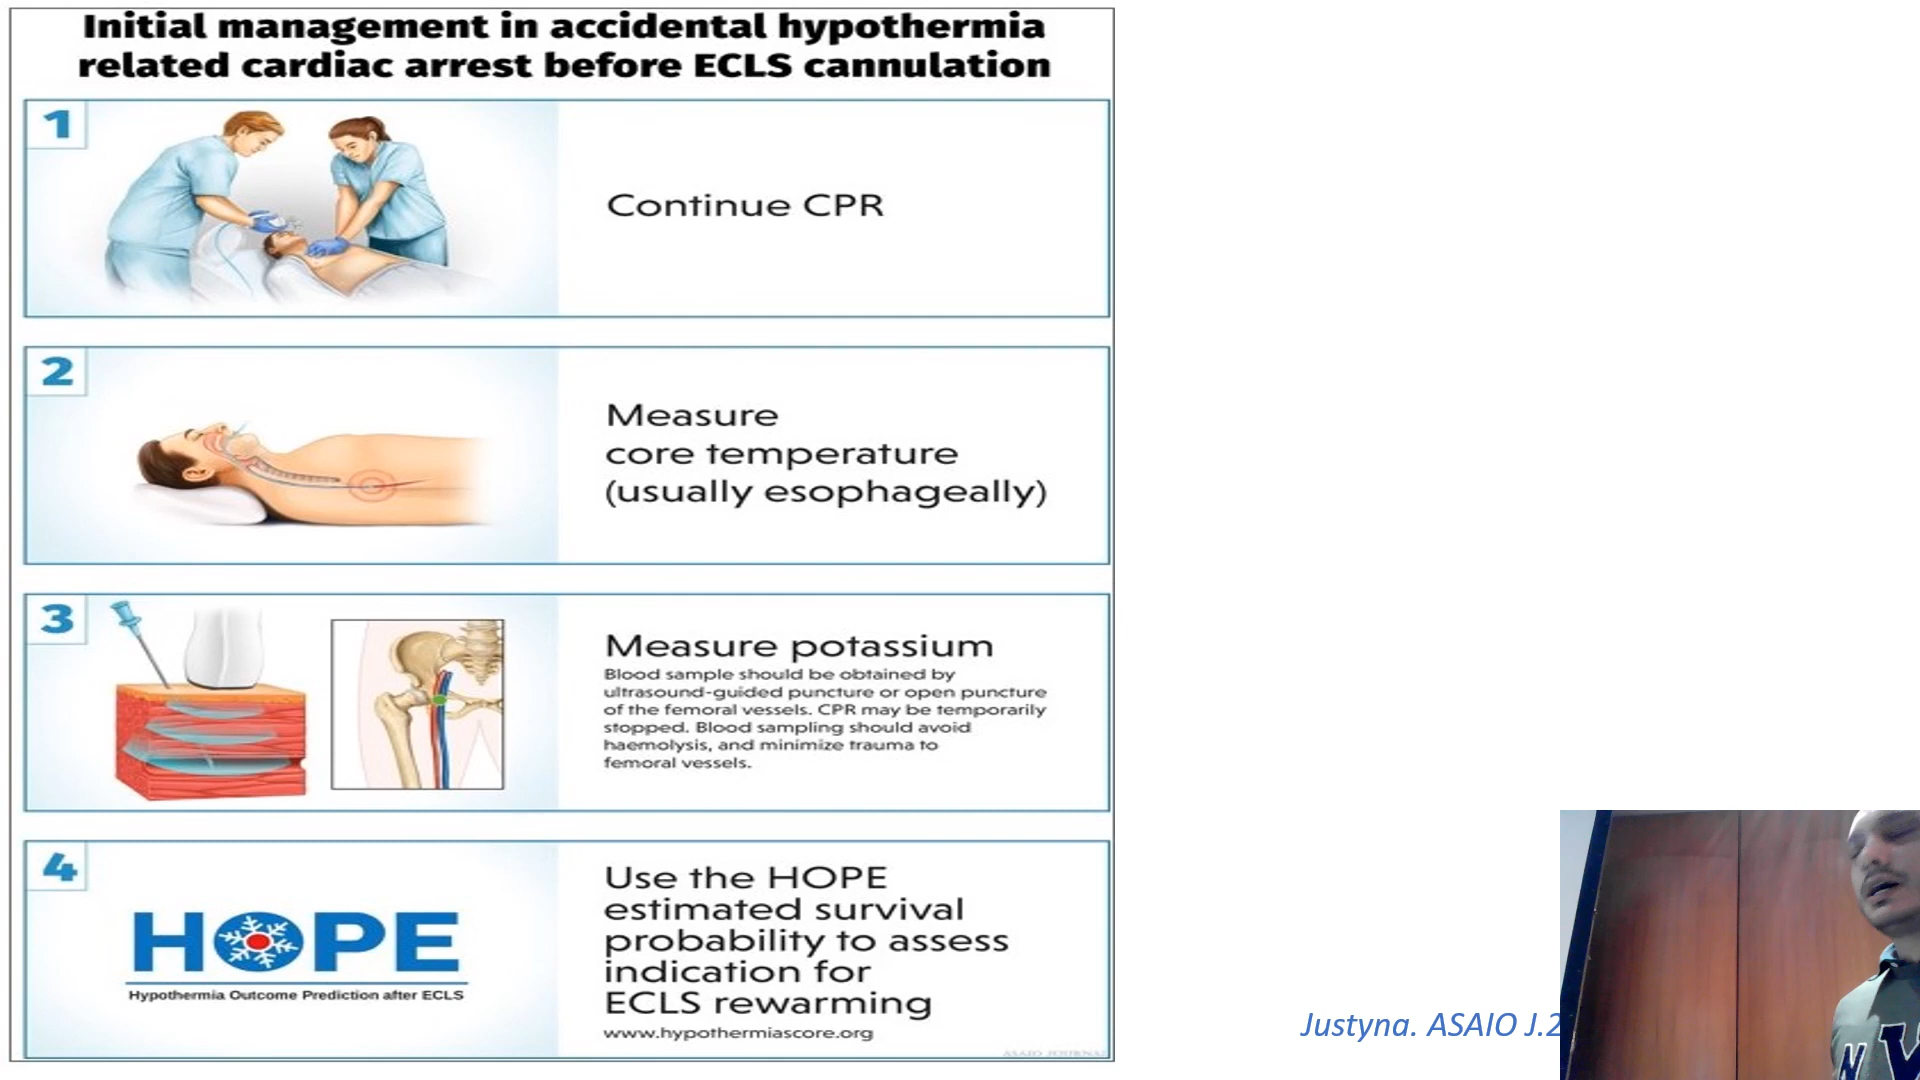 Initial management in accidental hypothermia
related cardiac arrest before ECLS cannulation
1
Continue CPR
2
Measure
core temperature
(usually esophageally)
3
Measure potassium
Blood sample should be obtained by
ultrasound-guided puncture or open puncture
of the femoral vessels. CPR may be temporarily
stopped. Blood sampling should avoid
haemolysis, and minimize trauma to
femoral vessels.
4
HOPE
Hypothermia Outcome Prediction after ECLS
Use the HOPE
estimated survival
probability to assess
indication for
ECLS rewarming
www.hypothermiascore.org
ASAIO JOURNAL
Justyna. ASAIO J.2